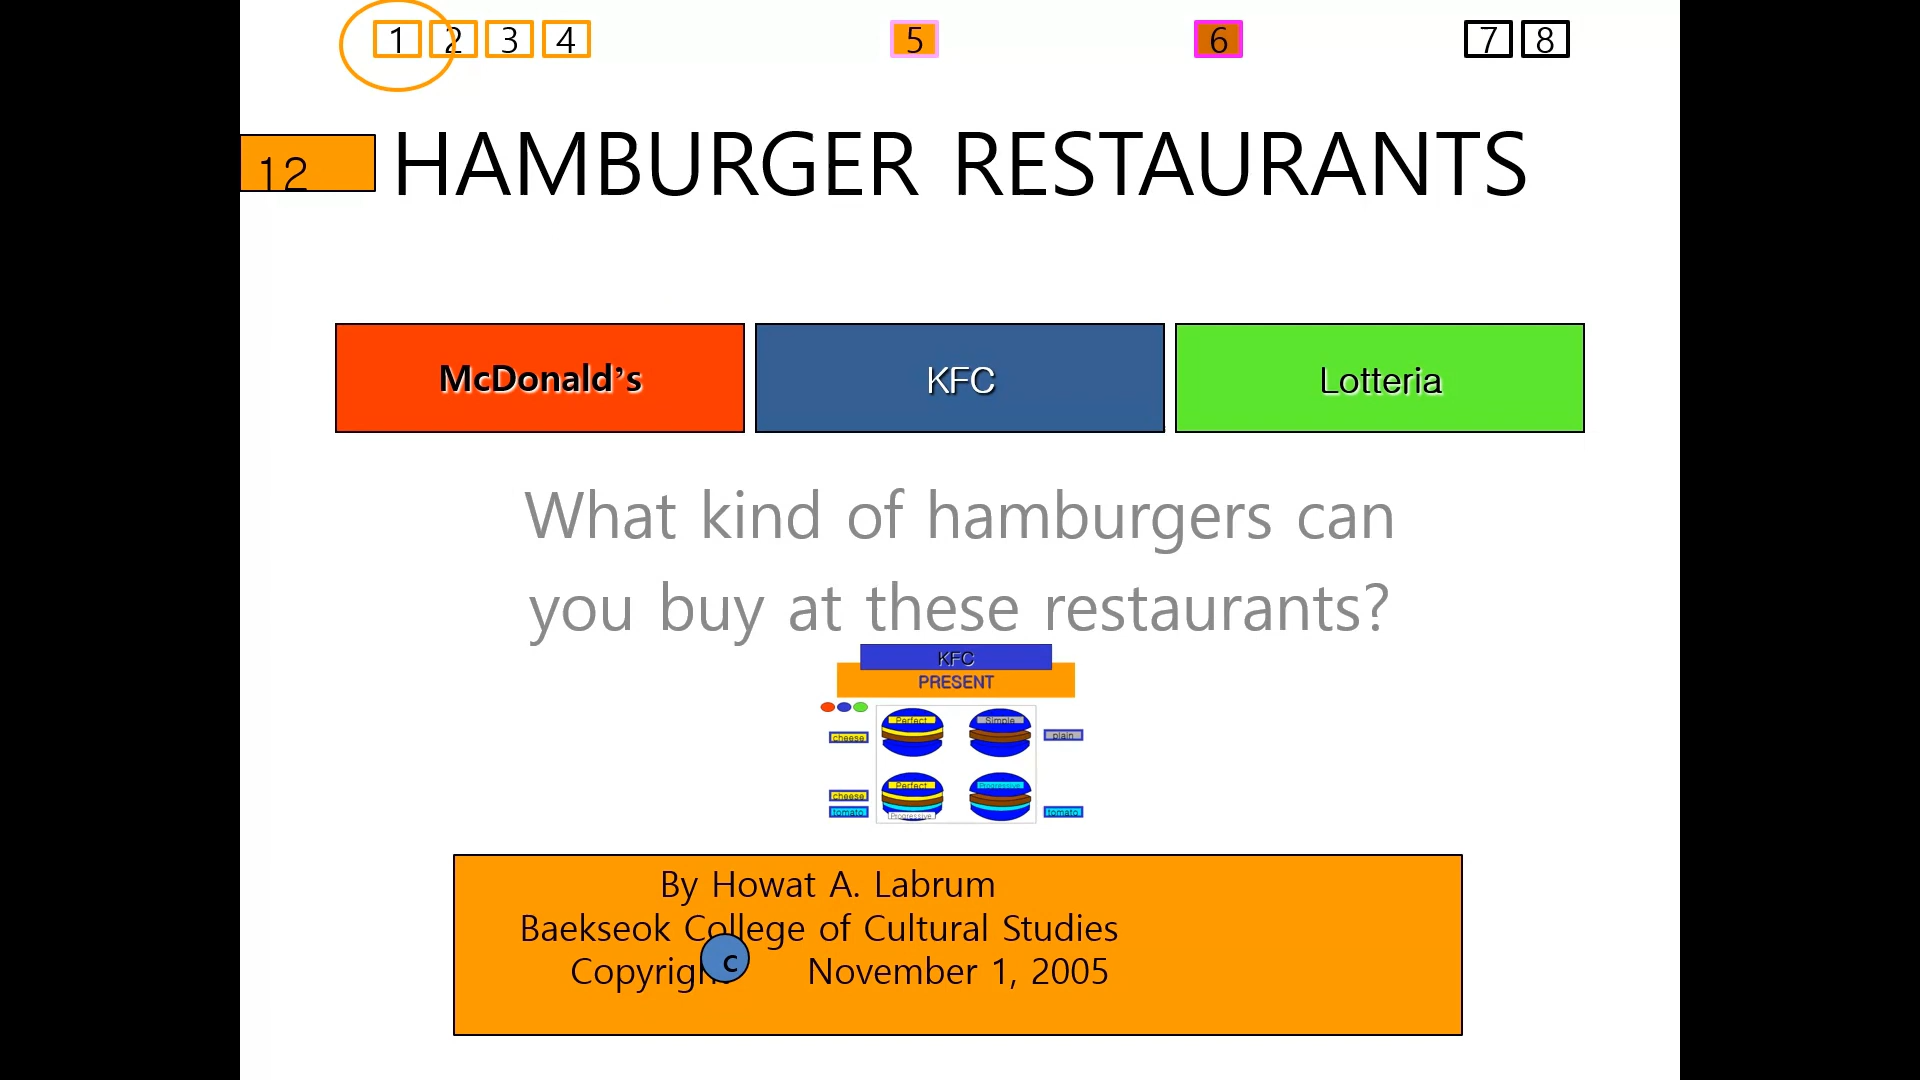 1 2 3 4 5 6 7 8
12
HAMBURGER RESTAURANTS
McDonald’s KFC Lotteria
What kind of hamburgers can
you buy at these restaurants?
KFC
PRESENT
Perfect Simple
cheese plain
Perfect Progressive
cheese
tomato tomato
Progressive
By Howat A. Labrum
Baekseok College of Cultural Studies
Copyright c November 1, 2005